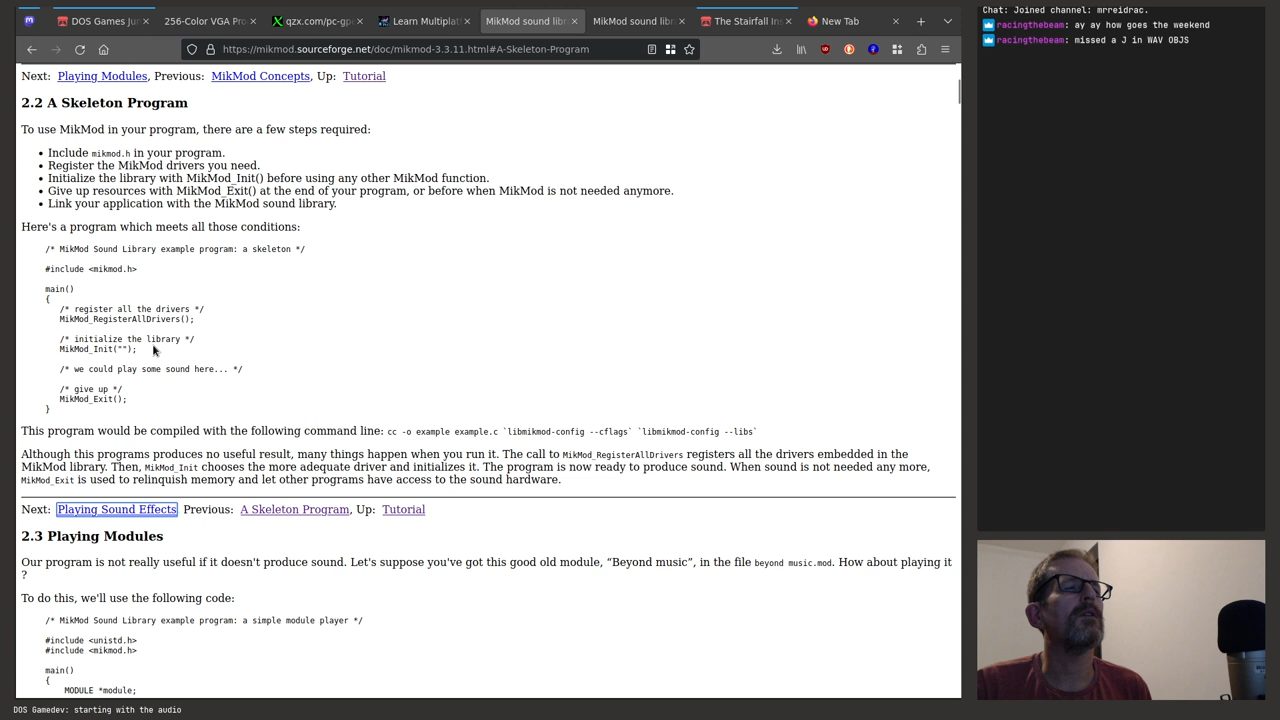 DOS Games Ju
256-Color VGA Pro
qzx.com/pc-gp
Learn Multiplat
MikMod sound libr
MikMod sound libr
The Stairfall Ins
New Tab
https://mikmod.sourceforge.net/doc/mikmod-3.3.11.html#A-Skeleton-Program
Next: Playing Modules, Previous: MikMod Concepts, Up: Tutorial
2.2 A Skeleton Program
To use MikMod in your program, there are a few steps required:
• Include mikmod.h in your program.
• Register the MikMod drivers you need.
• Initialize the library with MikMod_Init() before using any other MikMod function.
• Give up resources with MikMod_Exit() at the end of your program, or before when MikMod is not needed anymore.
• Link your application with the MikMod sound library.
Here's a program which meets all those conditions:
/* MikMod Sound Library example program: a skeleton */
#include <mikmod.h>
main()
{
/* register all the drivers */
MikMod_RegisterAllDrivers();
/* initialize the library */
MikMod_Init("");
/* we could play some sound here... */
/* give up */
MikMod_Exit();
}
This program would be compiled with the following command line: cc -o example example.c `libmikmod-config --cflags` `libmikmod-config --libs`
Although this programs produces no useful result, many things happen when you run it. The call to MikMod_RegisterAllDrivers registers all the drivers embedded in the
MikMod library. Then, MikMod_Init chooses the more adequate driver and initializes it. The program is now ready to produce sound. When sound is not needed any more,
MikMod_Exit is used to relinquish memory and let other programs have access to the sound hardware.
Next: Playing Sound Effects Previous: A Skeleton Program, Up: Tutorial
2.3 Playing Modules
Our program is not really useful if it doesn't produce sound. Let's suppose you've got this good old module, “Beyond music”, in the file beyond music.mod. How about playing it
?
To do this, we'll use the following code:
/* MikMod Sound Library example program: a simple module player */
#include <unistd.h>
#include <mikmod.h>
main()
{
MODULE *module;
Chat: Joined channel: mrreidrac.
racingthebeam: ay ay how goes the weekend
racingthebeam: missed a J in WAV OBJS
DOS Gamedev: starting with the audio